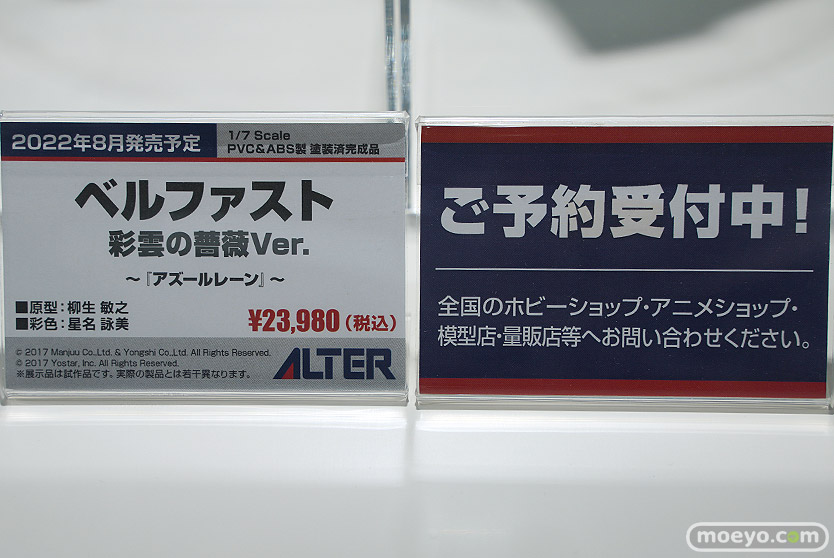 2022年8月発売予定
1/7 Scale
PVC&ABS製 塗装済完成品
ベルファスト
彩雲の薔薇Ver.
～『アズールレーン』～
■原型：柳生 敏之
■彩色：星名 詠美
¥23,980（税込）
© 2017 Manjuu Co.,Ltd. & Yongshi Co.,Ltd. All Rights Reserved.
© 2017 Yostar, Inc. All Rights Reserved.
※展示品は試作品です。実際の製品とは若干異なります。
ALTER
ご予約受付中！
全国のホビーショップ・アニメショップ・
模型店・量販店等へお問い合わせください。
moeyo.com